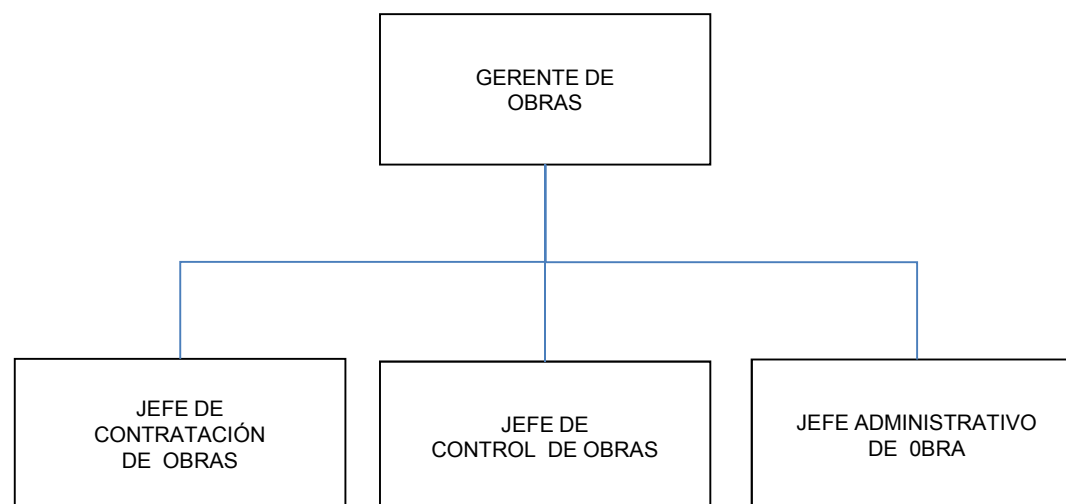 GERENTE DE
OBRAS
JEFE DE
CONTRATACIÓN
DE OBRAS
JEFE DE
CONTROL DE OBRAS
JEFE ADMINISTRATIVO
DE 0BRA